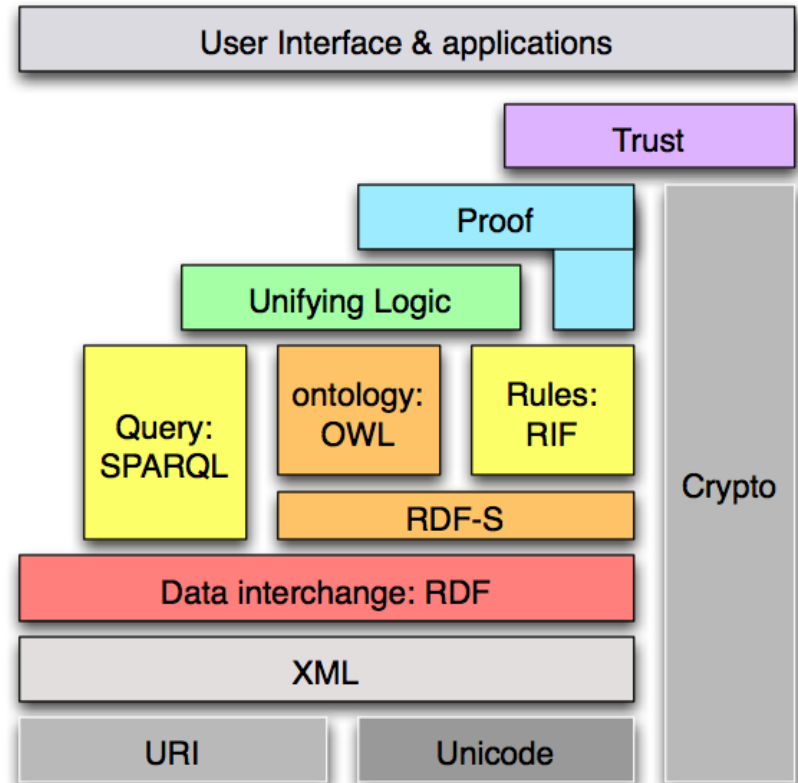 User Interface & applications
Trust
Proof
Unifying Logic
Query:
SPARQL
ontology:
OWL
Rules:
RIF
Crypto
RDF-S
Data interchange: RDF
XML
URI
Unicode